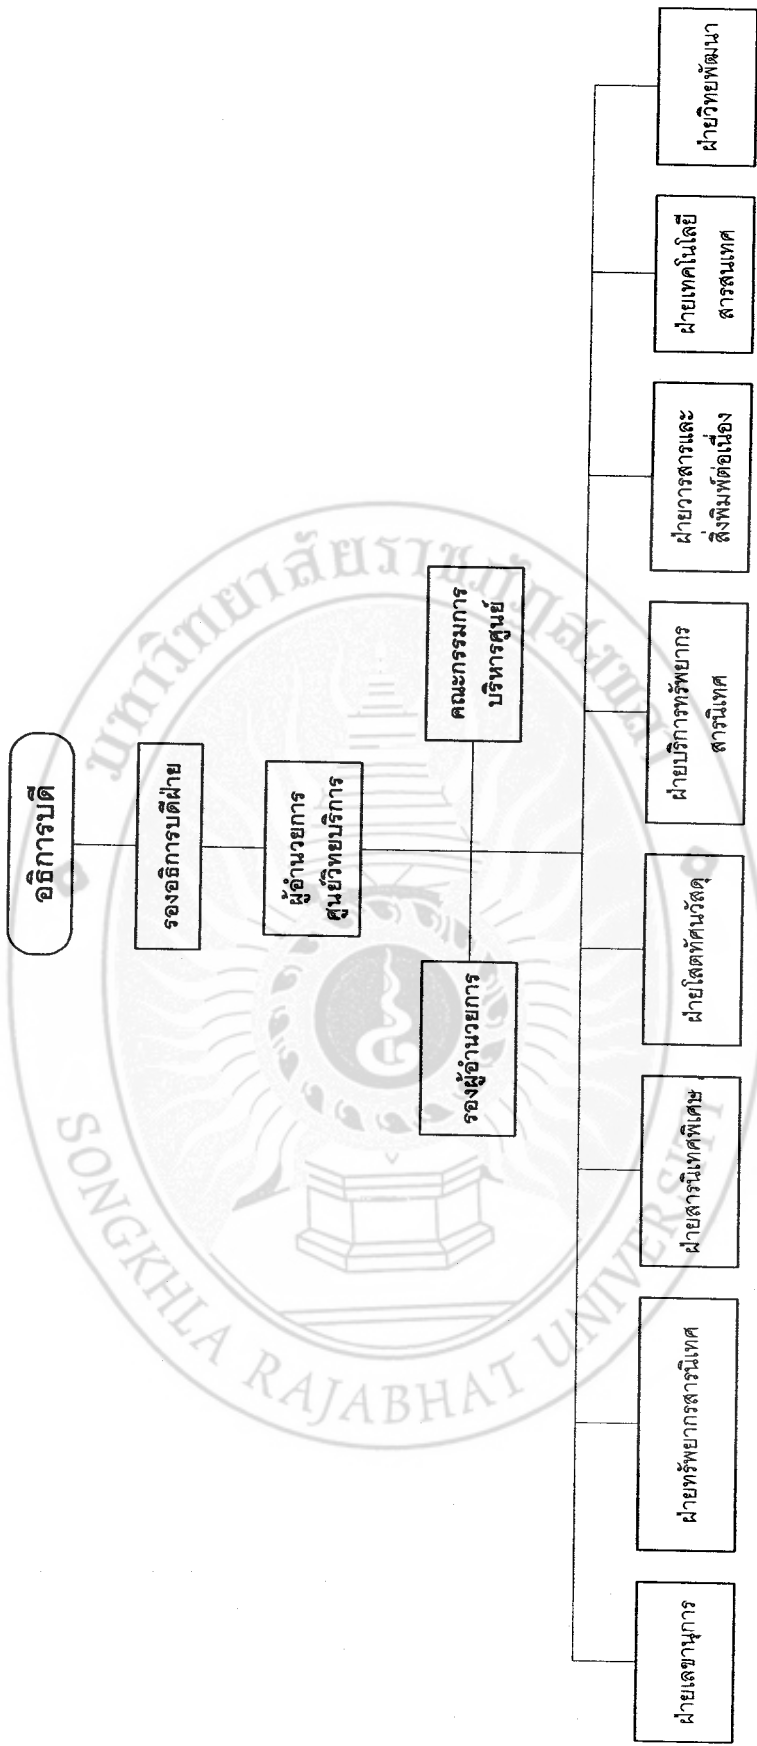 อธิการบดี
รองอธิการบดีฝ่าย
ผู้อำนวยการ
ศูนย์วิทยบริการ
รองผู้อำนวยการ
คณะกรรมการ
บริหารศูนย์
ฝ่ายเลขานุการ
ฝ่ายทรัพยากรสารนิเทศ
ฝ่ายสารนิเทศพิเศษ
ฝ่ายโสตทัศนวัสดุ
ฝ่ายบริการทรัพยากร
สารนิเทศ
ฝ่ายวารสารและ
สิ่งพิมพ์ต่อเนื่อง
ฝ่ายเทคโนโลยี
สารสนเทศ
ฝ่ายวิทยพัฒนา
มหาวิทยาลัยราชภัฏสงขลา
SONGKHLA RAJABHAT UNIVERSITY